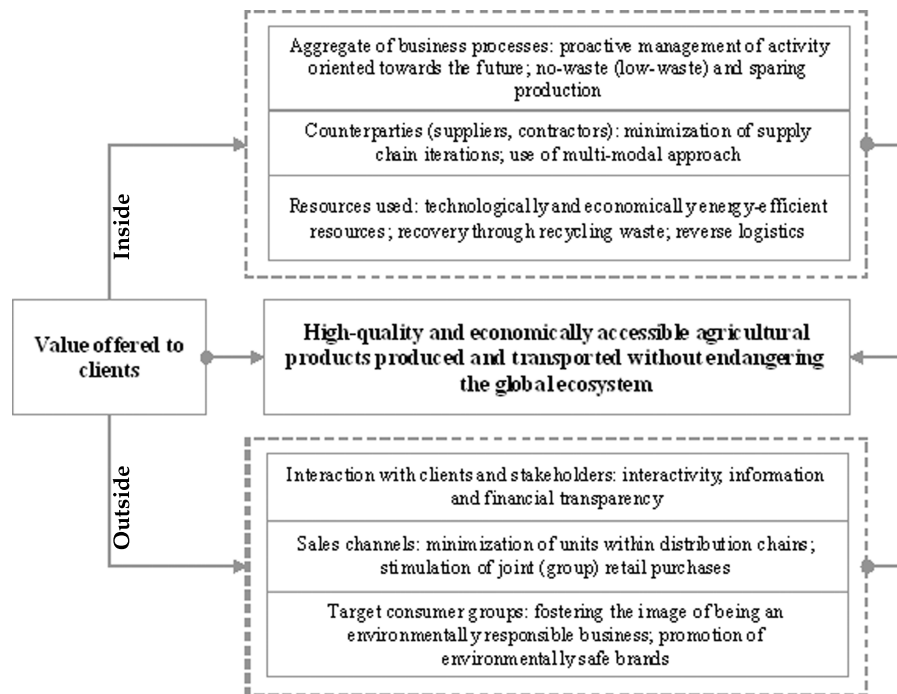 Aggregate of business processes: proactive management of activity
oriented towards the future; no-waste (low-waste) and sparing
production
Counterparties (suppliers, contractors): minimization of supply
chain iterations; use of multi-modal approach
Resources used: technologically and economically energy-efficient
resources; recovery through recycling waste; reverse logistics
Inside
Value offered to
clients
High-quality and economically accessible agricultural
products produced and transported without endangering
the global ecosystem
Outside
Interaction with clients and stakeholders: interactivity, information
and financial transparency
Sales channels: minimization of units within distribution chains;
stimulation of joint (group) retail purchases
Target consumer groups: fostering the image of being an
environmentally responsible business; promotion of
environmentally safe brands